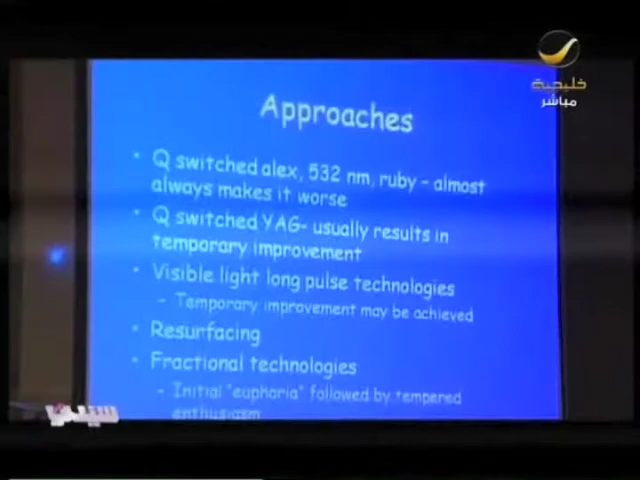 خليجية
مباشر
Approaches
• Q switched alex, 532 nm, ruby – almost
always makes it worse
• Q switched YAG- usually results in
temporary improvement
• Visible light long pulse technologies
– Temporary improvement may be achieved
• Resurfacing
• Fractional technologies
– Initial "eupharia" followed by tempered
enthusiasm
سيدتي